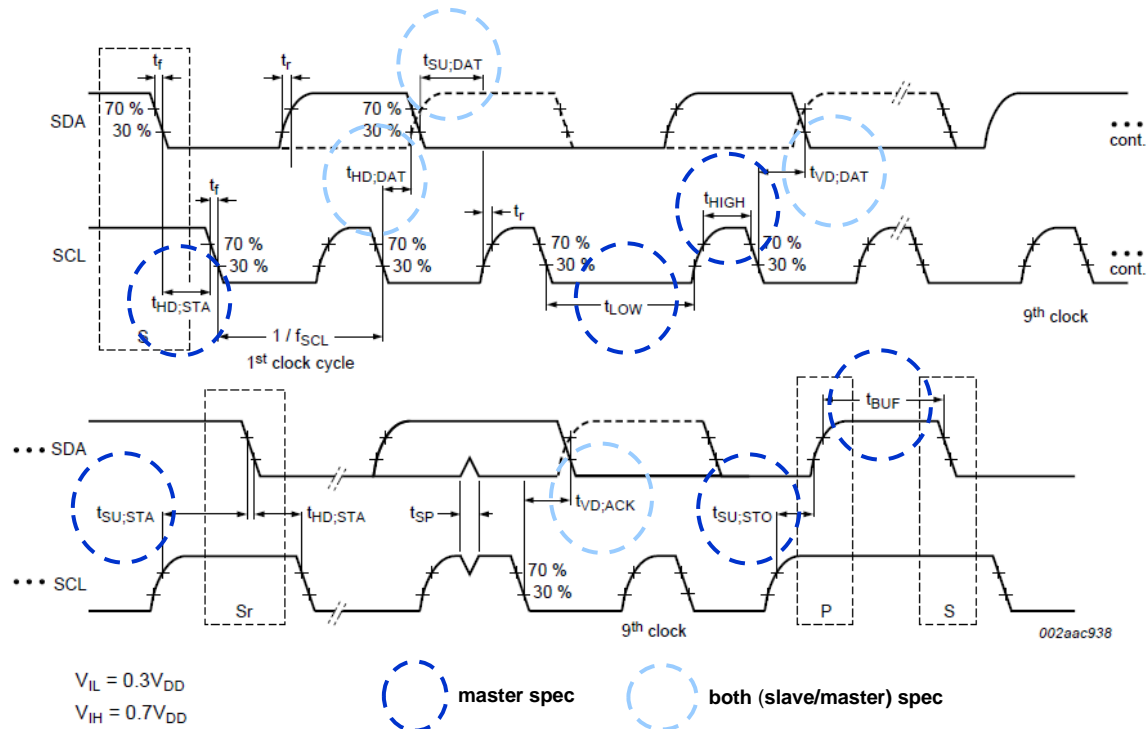 tf
tr
tSU;DAT
70 %
30 %
SDA
70 %
30 %
cont.
tHD;DAT
tVD;DAT
tf
tr
tHIGH
70 %
30 %
SCL
70 %
30 %
70 %
30 %
70 %
30 %
cont.
tHD;STA
tLOW
S
1 / fSCL
1st clock cycle
9th clock
tBUF
SDA
tSU;STA
tHD;STA
tSP
tVD;ACK
tSU;STO
70 %
30 %
SCL
Sr
P
S
9th clock
002aac938
VIL = 0.3VDD
VIH = 0.7VDD
master spec
both (slave/master) spec